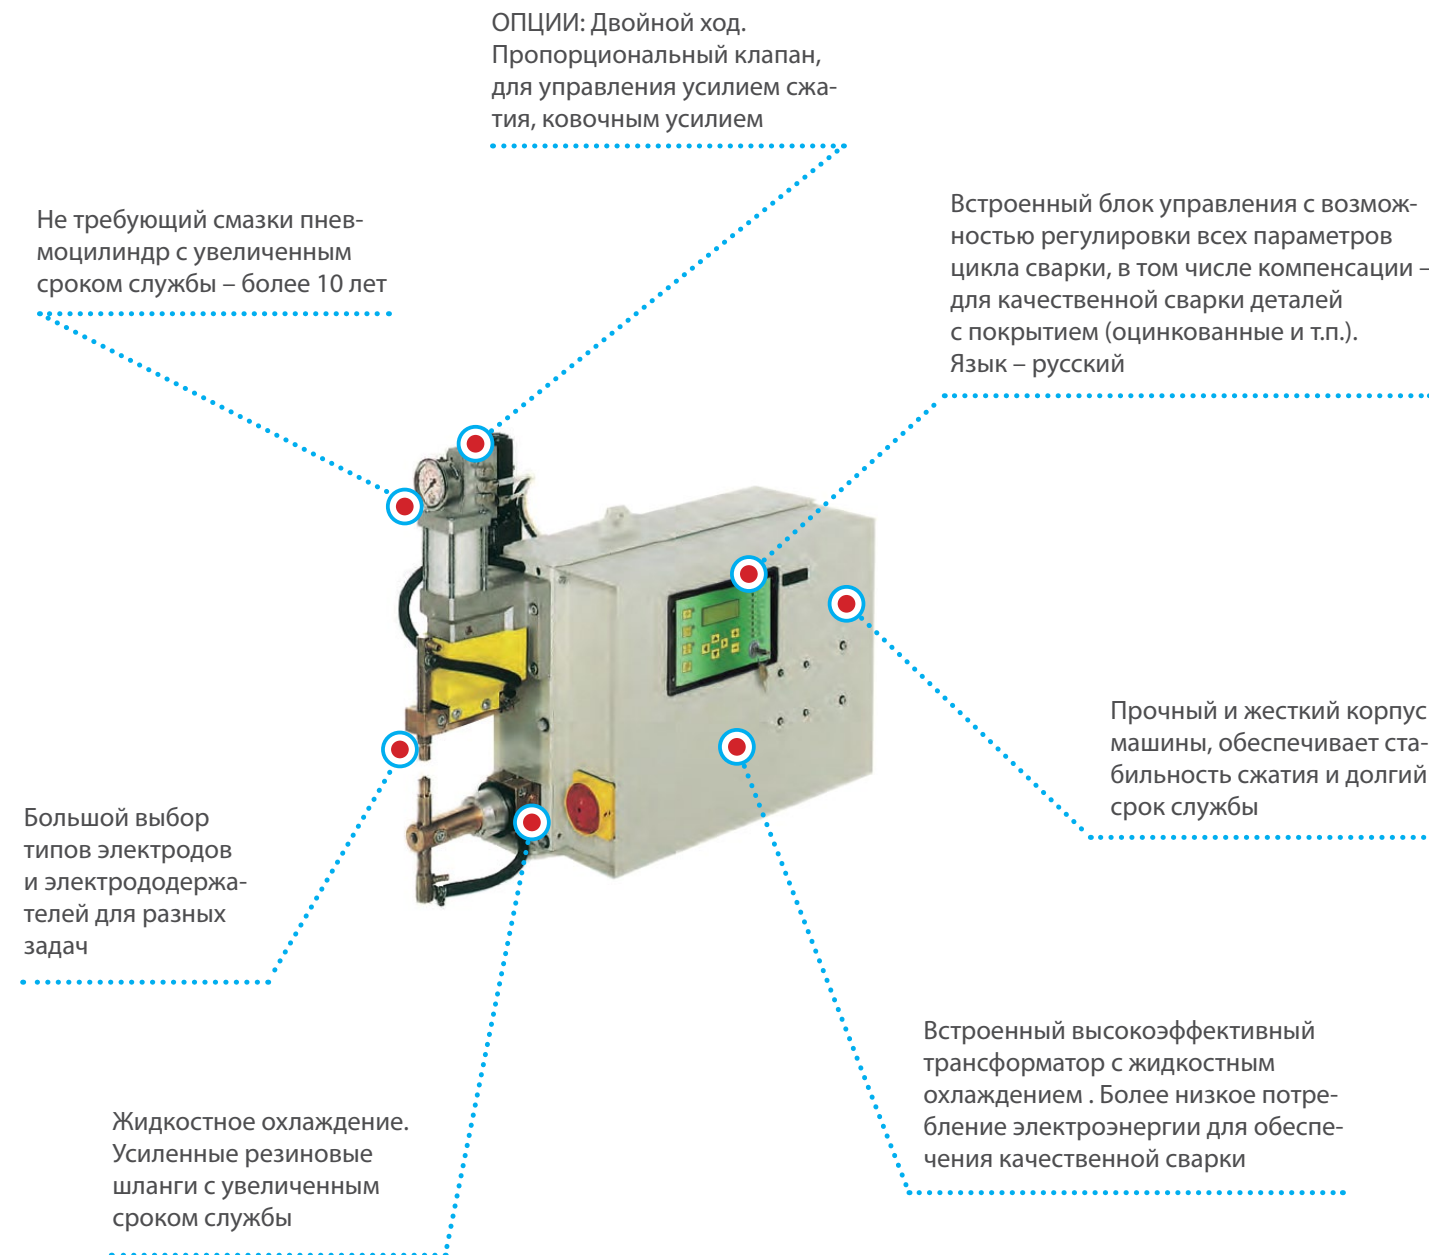 ОПЦИИ: Двойной ход.
Пропорциональный клапан,
для управления усилием сжа-
тия, ковочным усилием
Не требующий смазки пнев-
моцилиндр с увеличенным
сроком службы – более 10 лет
Встроенный блок управления с возмож-
ностью регулировки всех параметров
цикла сварки, в том числе компенсации –
для качественной сварки деталей
с покрытием (оцинкованные и т.п.).
Язык – русский
Прочный и жесткий корпус
машины, обеспечивает ста-
бильность сжатия и долгий
срок службы
Большой выбор
типов электродов
и электрододержа-
телей для разных
задач
Встроенный высокоэффективный
трансформатор с жидкостным
охлаждением . Более низкое потре-
бление электроэнергии для обеспе-
чения качественной сварки
Жидкостное охлаждение.
Усиленные резиновые
шланги с увеличенным
сроком службы